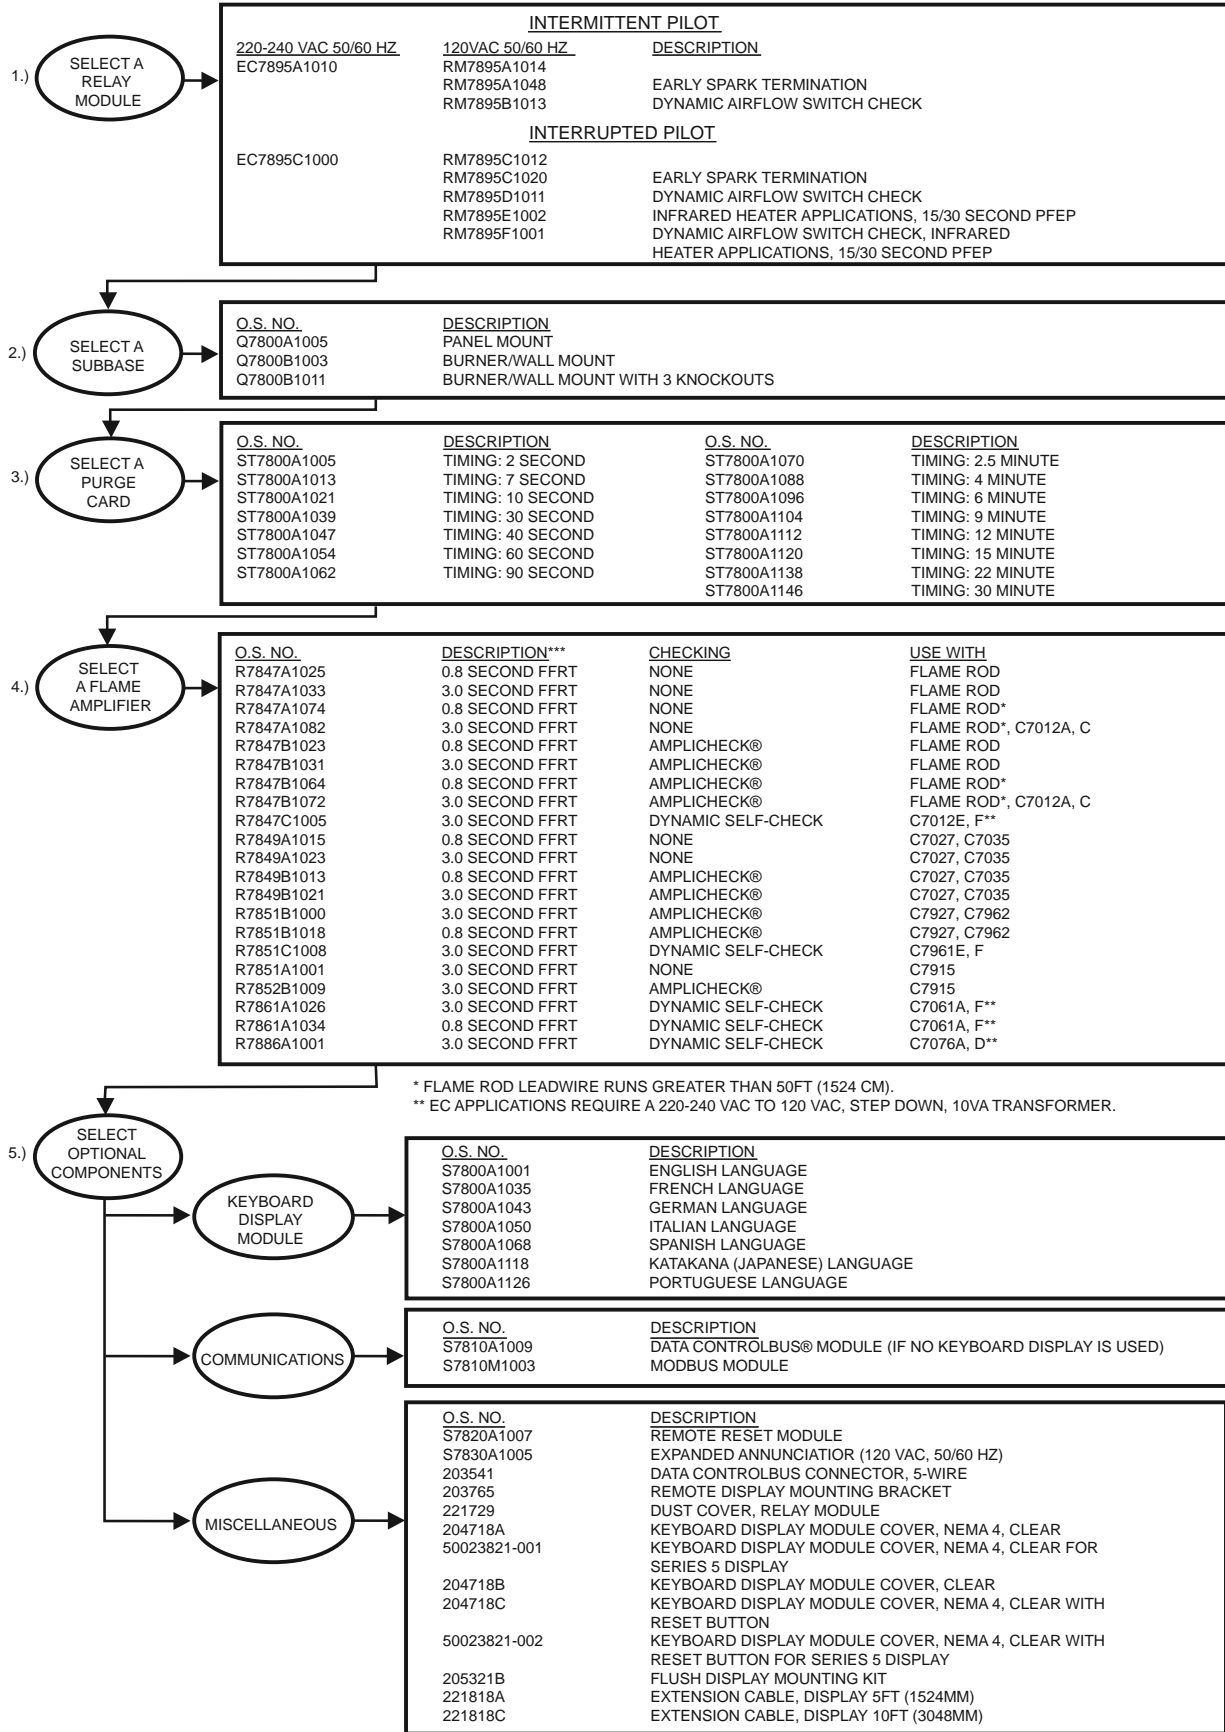 INTERMITTENT PILOT
220-240 VAC 50/60 HZ 120VAC 50/60 HZ DESCRIPTION
1.) SELECT A
RELAY
MODULE
EC7895A1010 RM7895A1014
RM7895A1048 EARLY SPARK TERMINATION
RM7895B1013 DYNAMIC AIRFLOW SWITCH CHECK
INTERRUPTED PILOT
EC7895C1000 RM7895C1012
RM7895C1020 EARLY SPARK TERMINATION
RM7895D1011 DYNAMIC AIRFLOW SWITCH CHECK
RM7895E1002 INFRARED HEATER APPLICATIONS, 15/30 SECOND PFEP
RM7895F1001 DYNAMIC AIRFLOW SWITCH CHECK, INFRARED
HEATER APPLICATIONS, 15/30 SECOND PFEP
2.) SELECT A
SUBBASE
O.S. NO. DESCRIPTION
Q7800A1005 PANEL MOUNT
Q7800B1003 BURNER/WALL MOUNT
Q7800B1011 BURNER/WALL MOUNT WITH 3 KNOCKOUTS
3.) SELECT A
PURGE
CARD
O.S. NO. DESCRIPTION O.S. NO. DESCRIPTION
ST7800A1005 TIMING: 2 SECOND ST7800A1070 TIMING: 2.5 MINUTE
ST7800A1013 TIMING: 7 SECOND ST7800A1088 TIMING: 4 MINUTE
ST7800A1021 TIMING: 10 SECOND ST7800A1096 TIMING: 6 MINUTE
ST7800A1039 TIMING: 30 SECOND ST7800A1104 TIMING: 9 MINUTE
ST7800A1047 TIMING: 40 SECOND ST7800A1112 TIMING: 12 MINUTE
ST7800A1054 TIMING: 60 SECOND ST7800A1120 TIMING: 15 MINUTE
ST7800A1062 TIMING: 90 SECOND ST7800A1138 TIMING: 22 MINUTE
ST7800A1146 TIMING: 30 MINUTE
4.) SELECT
A FLAME
AMPLIFIER
O.S. NO. DESCRIPTION*** CHECKING USE WITH
R7847A1025 0.8 SECOND FFRT NONE FLAME ROD
R7847A1033 3.0 SECOND FFRT NONE FLAME ROD
R7847A1074 0.8 SECOND FFRT NONE FLAME ROD*
R7847A1082 3.0 SECOND FFRT NONE FLAME ROD*, C7012A, C
R7847B1023 0.8 SECOND FFRT AMPLICHECK® FLAME ROD
R7847B1031 3.0 SECOND FFRT AMPLICHECK® FLAME ROD
R7847B1064 0.8 SECOND FFRT AMPLICHECK® FLAME ROD*
R7847B1072 3.0 SECOND FFRT AMPLICHECK® FLAME ROD*, C7012A, C
R7847C1005 3.0 SECOND FFRT DYNAMIC SELF-CHECK C7012E, F**
R7849A1015 0.8 SECOND FFRT NONE C7027, C7035
R7849A1023 3.0 SECOND FFRT NONE C7027, C7035
R7849B1013 0.8 SECOND FFRT AMPLICHECK® C7027, C7035
R7849B1021 3.0 SECOND FFRT AMPLICHECK® C7027, C7035
R7851B1000 3.0 SECOND FFRT AMPLICHECK® C7927, C7962
R7851B1018 0.8 SECOND FFRT AMPLICHECK® C7927, C7962
R7851C1008 3.0 SECOND FFRT DYNAMIC SELF-CHECK C7961E, F
R7851A1001 3.0 SECOND FFRT NONE C7915
R7852B1009 3.0 SECOND FFRT AMPLICHECK® C7915
R7861A1026 3.0 SECOND FFRT DYNAMIC SELF-CHECK C7061A, F**
R7861A1034 0.8 SECOND FFRT DYNAMIC SELF-CHECK C7061A, F**
R7886A1001 3.0 SECOND FFRT DYNAMIC SELF-CHECK C7076A, D**
* FLAME ROD LEADWIRE RUNS GREATER THAN 50FT (1524 CM).
** EC APPLICATIONS REQUIRE A 220-240 VAC TO 120 VAC, STEP DOWN, 10VA TRANSFORMER.
5.) SELECT
OPTIONAL
COMPONENTS
KEYBOARD
DISPLAY
MODULE
O.S. NO. DESCRIPTION
S7800A1001 ENGLISH LANGUAGE
S7800A1035 FRENCH LANGUAGE
S7800A1043 GERMAN LANGUAGE
S7800A1050 ITALIAN LANGUAGE
S7800A1068 SPANISH LANGUAGE
S7800A1118 KATAKANA (JAPANESE) LANGUAGE
S7800A1126 PORTUGUESE LANGUAGE
COMMUNICATIONS
O.S. NO. DESCRIPTION
S7810A1009 DATA CONTROLBUS® MODULE (IF NO KEYBOARD DISPLAY IS USED)
S7810M1003 MODBUS MODULE
MISCELLANEOUS
O.S. NO. DESCRIPTION
S7820A1007 REMOTE RESET MODULE
S7830A1005 EXPANDED ANNUNCIATIOR (120 VAC, 50/60 HZ)
203541 DATA CONTROLBUS CONNECTOR, 5-WIRE
203765 REMOTE DISPLAY MOUNTING BRACKET
221729 DUST COVER, RELAY MODULE
204718A KEYBOARD DISPLAY MODULE COVER, NEMA 4, CLEAR
50023821-001 KEYBOARD DISPLAY MODULE COVER, NEMA 4, CLEAR FOR
SERIES 5 DISPLAY
204718B KEYBOARD DISPLAY MODULE COVER, CLEAR
204718C KEYBOARD DISPLAY MODULE COVER, NEMA 4, CLEAR WITH
RESET BUTTON
50023821-002 KEYBOARD DISPLAY MODULE COVER, NEMA 4, CLEAR WITH
RESET BUTTON FOR SERIES 5 DISPLAY
205321B FLUSH DISPLAY MOUNTING KIT
221818A EXTENSION CABLE, DISPLAY 5FT (1524MM)
221818C EXTENSION CABLE, DISPLAY 10FT (3048MM)